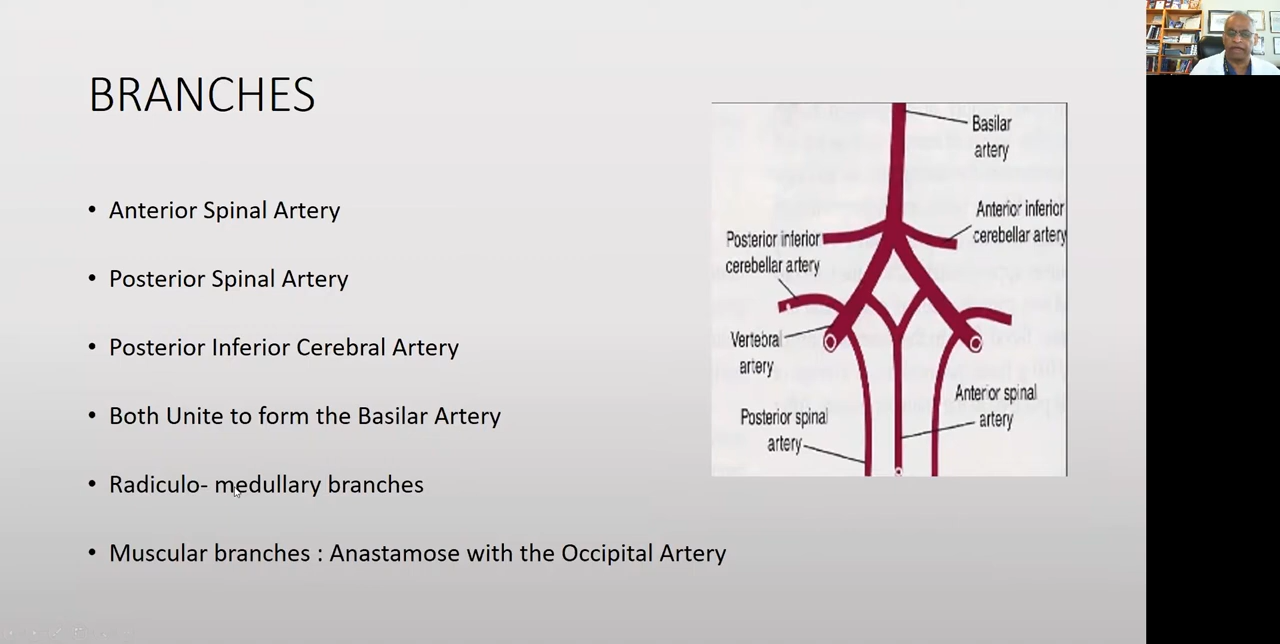 BRANCHES
• Anterior Spinal Artery
• Posterior Spinal Artery
• Posterior Inferior Cerebral Artery
• Both Unite to form the Basilar Artery
• Radiculo- medullary branches
• Muscular branches : Anastamose with the Occipital Artery
Basilar
artery
Anterior inferior
cerebellar artery
Posterior inferior
cerebellar artery
Vertebral
artery
Anterior spinal
artery
Posterior spinal
artery